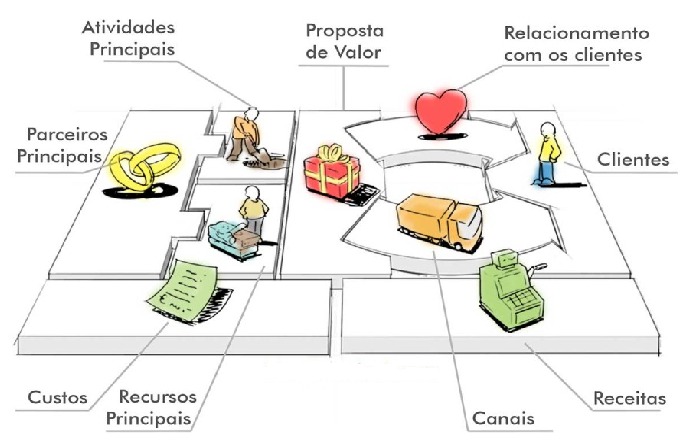 Atividades
Principais
Proposta
de Valor
Relacionamento
com os clientes
Parceiros
Principais
Clientes
Custos
Recursos
Principais
Canais
Receitas